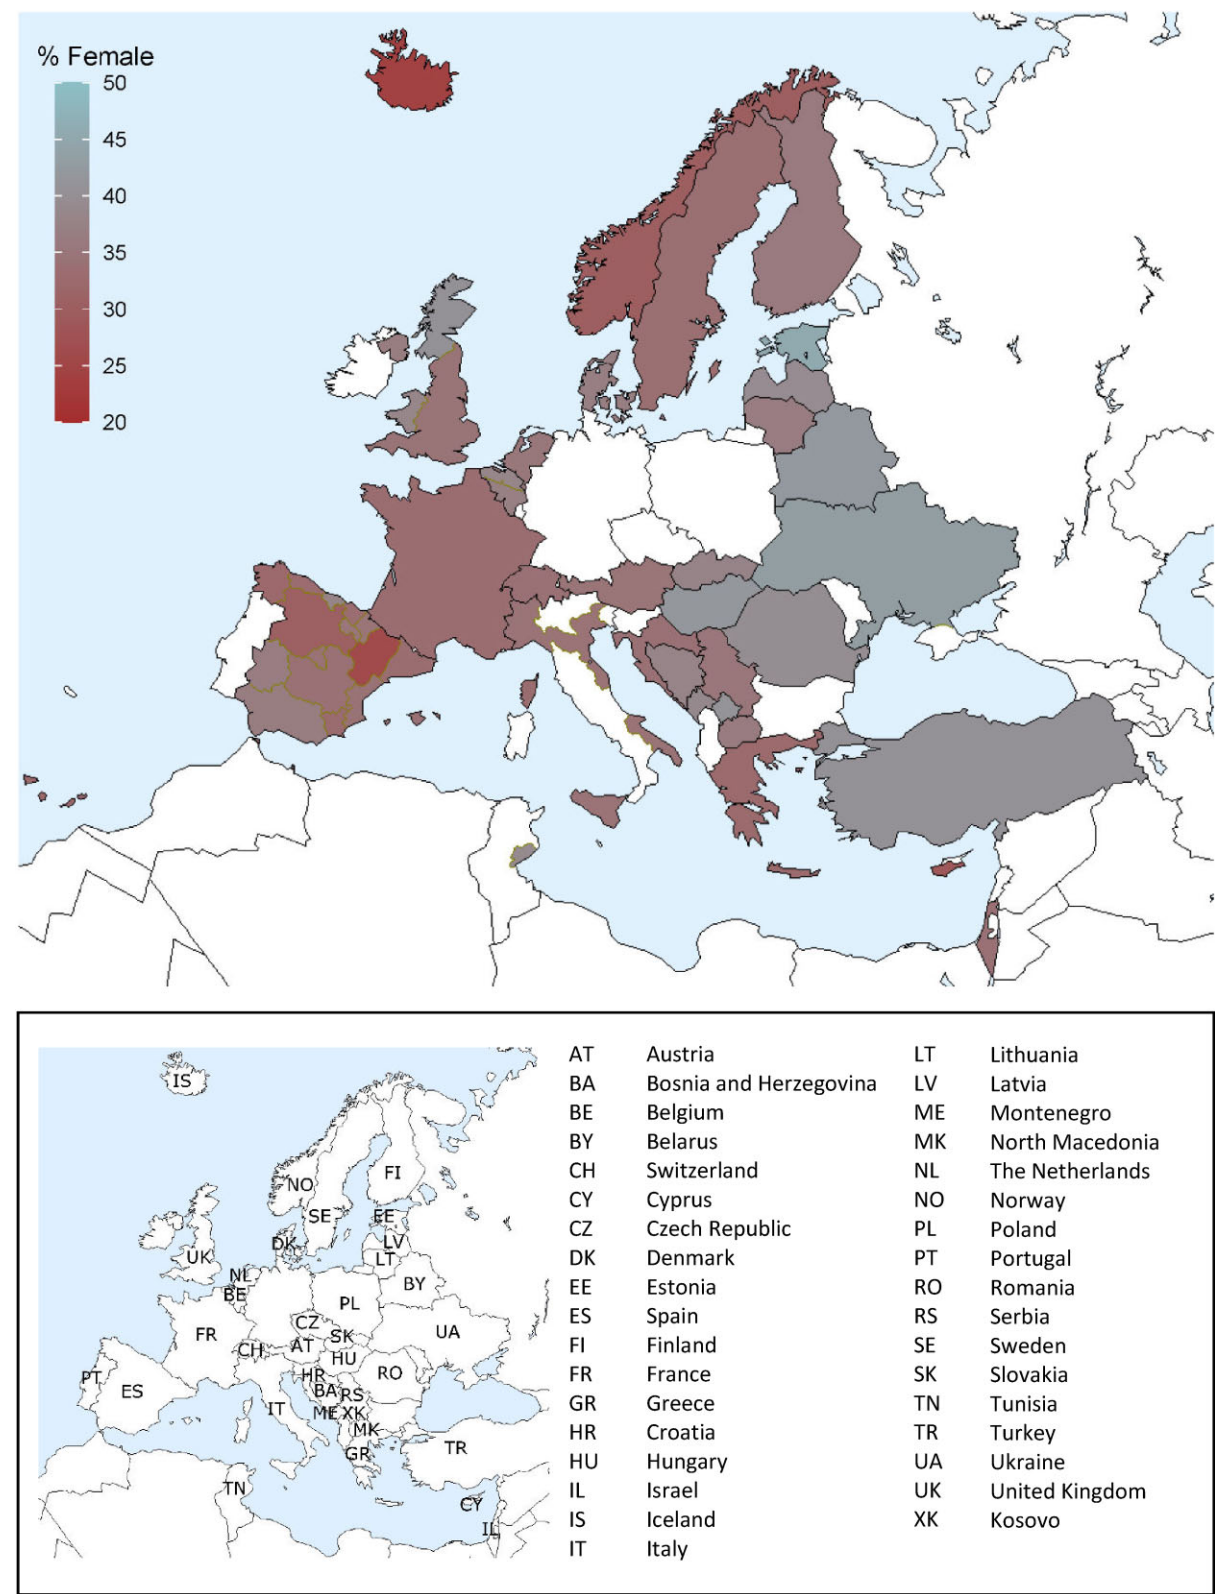 % Female
50
45
40
35
30
25
20
IS
NO
FI
SE
EE
DK
LV
LT
UK
NL
BE
BY
PL
CZ
SK
UA
FR
CH
AT
HU
RO
HR
BA
RS
PT
ES
IT
ME
XK
MK
GR
TR
TN
CY
IL
AT Austria
BA Bosnia and Herzegovina
BE Belgium
BY Belarus
CH Switzerland
CY Cyprus
CZ Czech Republic
DK Denmark
EE Estonia
ES Spain
FI Finland
FR France
GR Greece
HR Croatia
HU Hungary
IL Israel
IS Iceland
IT Italy
LT Lithuania
LV Latvia
ME Montenegro
MK North Macedonia
NL The Netherlands
NO Norway
PL Poland
PT Portugal
RO Romania
RS Serbia
SE Sweden
SK Slovakia
TN Tunisia
TR Turkey
UA Ukraine
UK United Kingdom
XK Kosovo